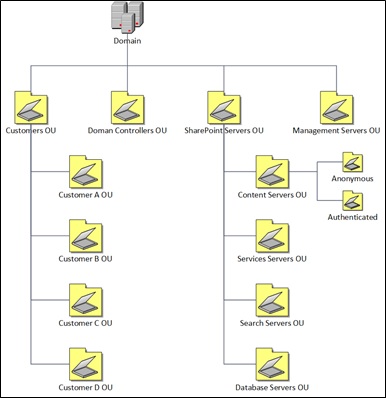 Domain
Customers OU
Doman Controllers OU
SharePoint Servers OU
Management Servers OU
Customer A OU
Content Servers OU
Anonymous
Authenticated
Customer B OU
Services Servers OU
Customer C OU
Search Servers OU
Customer D OU
Database Servers OU